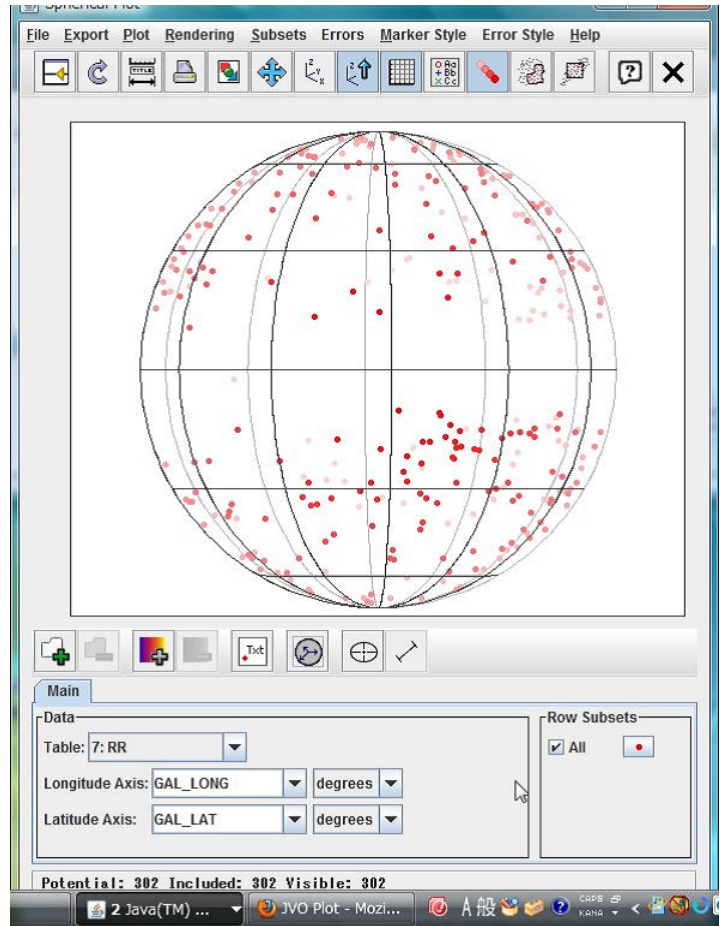 Spherical Plot
File Export Plot Rendering Subsets Errors Marker Style Error Style Help
TITLE
Txt
Main
Data
Table: 7: RR
Longitude Axis: GAL_LONG degrees
Latitude Axis: GAL_LAT degrees
Row Subsets
All
Potential: 302 Included: 302 Visible: 302
2 Java(TM) ... JVO Plot - Mozi... A 般 CAPS KANA